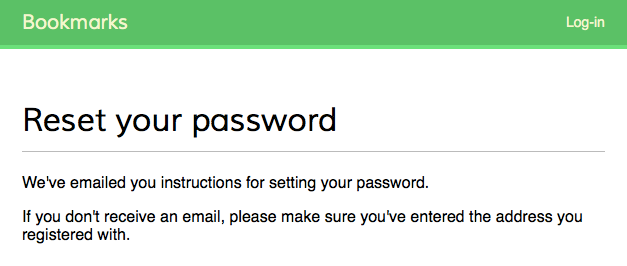 Bookmarks
Log-in
Reset your password
We've emailed you instructions for setting your password.
If you don't receive an email, please make sure you've entered the address you
registered with.